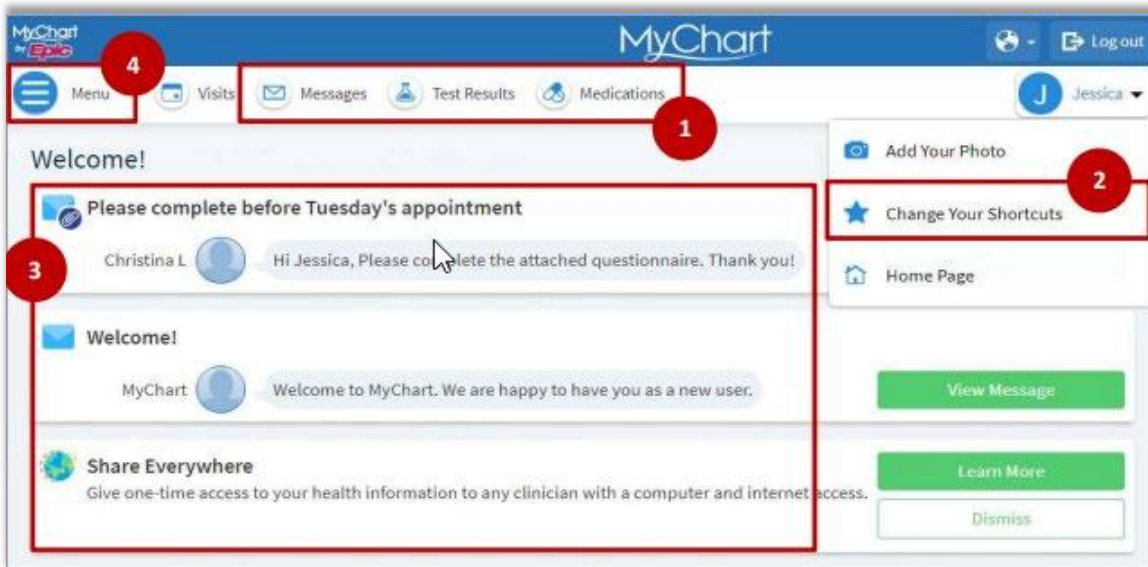 MyChart
by Epic
MyChart
Log out
4
Menu
Visits
Messages
Test Results
Medications
J
Jessica
1
Welcome!
Add Your Photo
2
Change Your Shortcuts
Home Page
3
Please complete before Tuesday's appointment
Christina L
Hi Jessica, Please complete the attached questionnaire. Thank you!
Welcome!
MyChart
Welcome to MyChart. We are happy to have you as a new user.
View Message
Share Everywhere
Give one-time access to your health information to any clinician with a computer and internet access.
Learn More
Dismiss